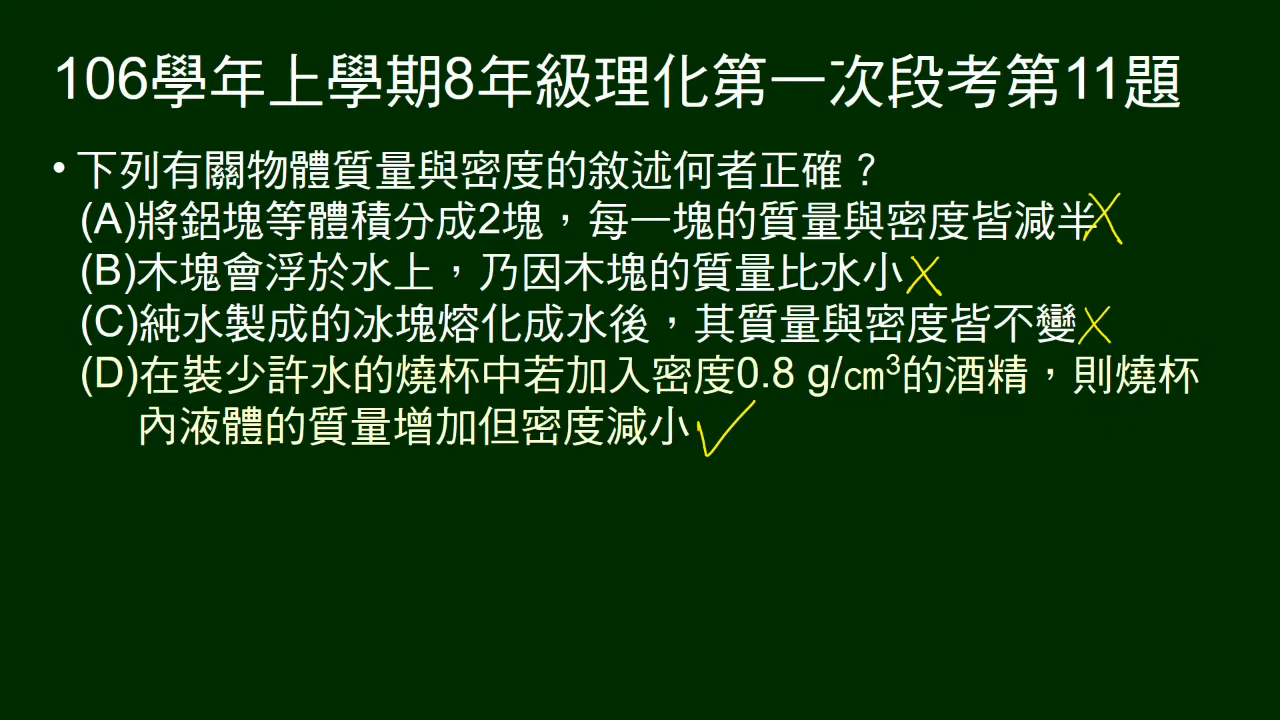 106學年上學期8年級理化第一次段考第11題
• 下列有關物體質量與密度的敘述何者正確？
(A)將鋁塊等體積分成2塊，每一塊的質量與密度皆減半
(B)木塊會浮於水上，乃因木塊的質量比水小
(C)純水製成的冰塊熔化成水後，其質量與密度皆不變
(D)在裝少許水的燒杯中若加入密度0.8 g/㎝³的酒精，則燒杯
內液體的質量增加但密度減小